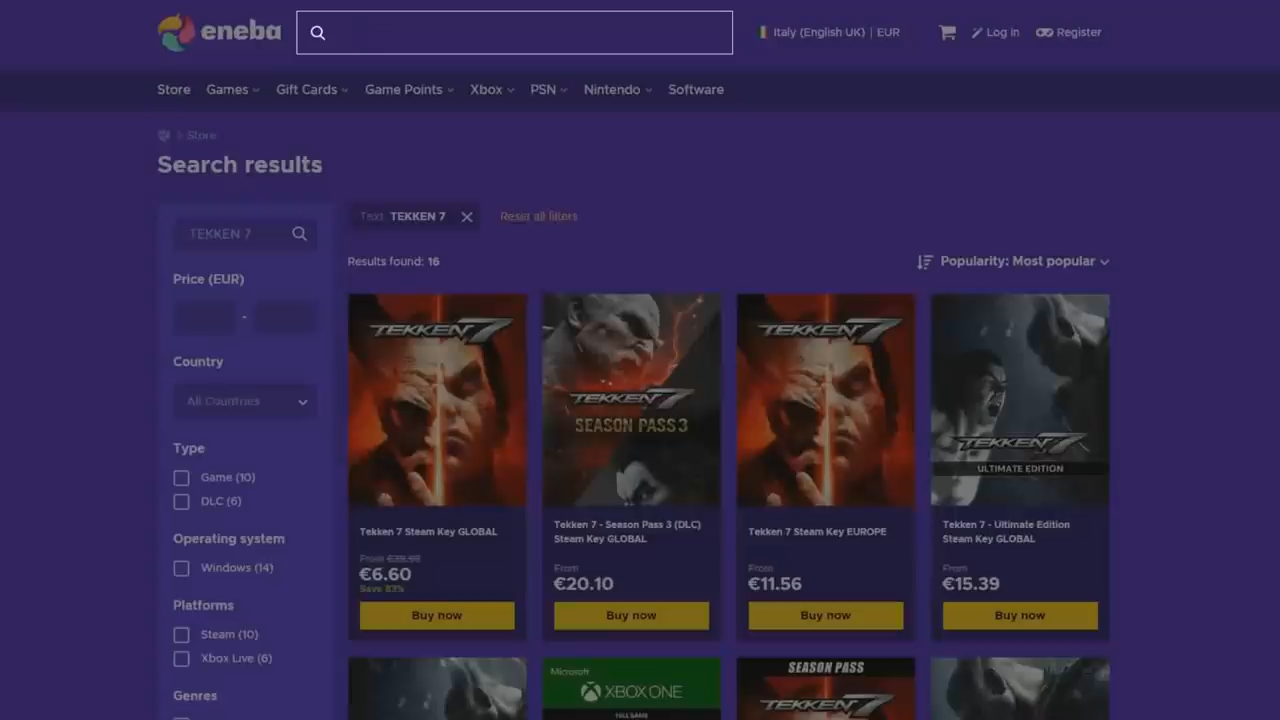 eneba
Italy (English UK) | EUR
Log in
Register
Store
Games
Gift Cards
Game Points
Xbox
PSN
Nintendo
Software
Store
Search results
TEKKEN 7
Price (EUR)
-
Country
All Countries
Type
Game (10)
DLC (6)
Operating system
Windows (14)
Platforms
Steam (10)
Xbox Live (6)
Genres
Text: TEKKEN 7
Reset all filters
Results found: 16
Popularity: Most popular
TEKKEN 7
Tekken 7 Steam Key GLOBAL
From
€6.60
Save 83%
Buy now
TEKKEN 7
SEASON PASS 3
Tekken 7 - Season Pass 3 (DLC)
Steam Key GLOBAL
From
€20.10
Buy now
TEKKEN 7
Tekken 7 Steam Key EUROPE
From
€11.56
Buy now
TEKKEN 7
ULTIMATE EDITION
Tekken 7 - Ultimate Edition
Steam Key GLOBAL
From
€15.39
Buy now
Microsoft
XBOX ONE
SEASON PASS
TEKKEN 7